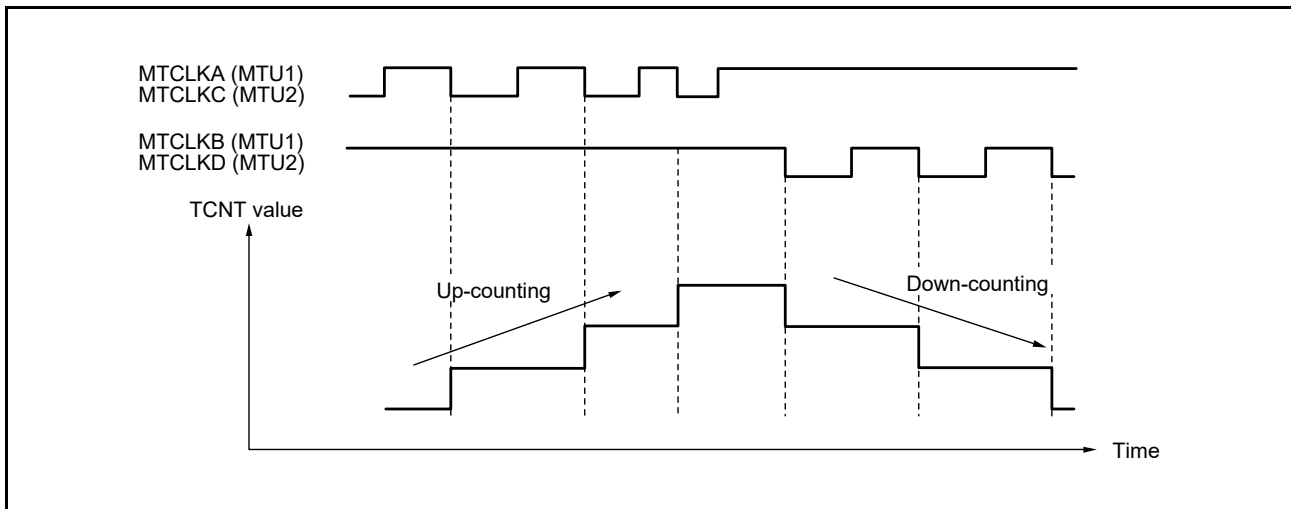 MTCLKA (MTU1)
MTCLKC (MTU2)
MTCLKB (MTU1)
MTCLKD (MTU2)
TCNT value
Up-counting
Down-counting
Time